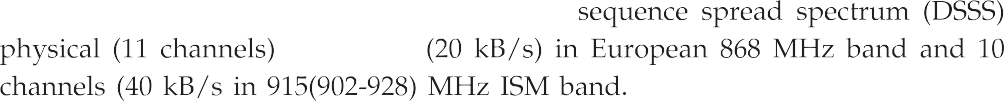 sequence spread spectrum (DSSS)
physical (11 channels) (20 kB/s) in European 868 MHz band and 10
channels (40 kB/s in 915(902-928) MHz ISM band.